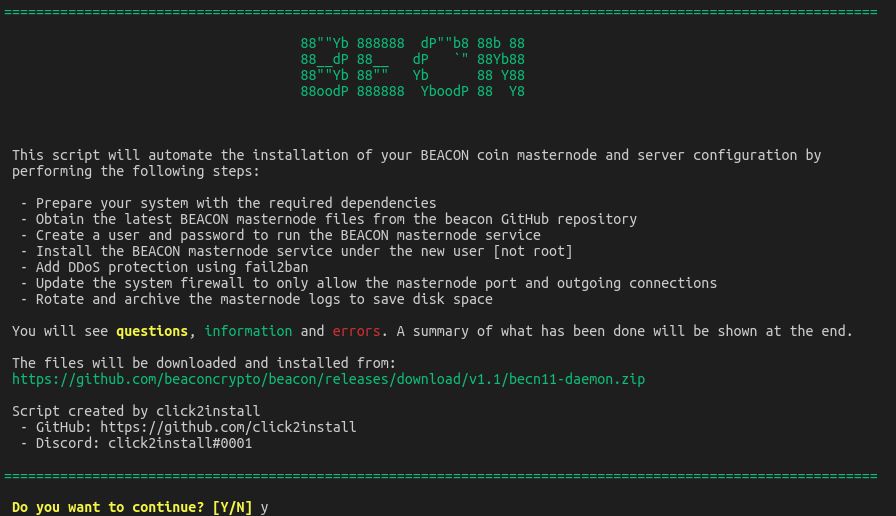 =============================================================================================================
88""Yb 888888  dP""b8 88b 88
88__dP 88__   dP   `" 88Yb88
88""Yb 88""   Yb      88 Y88
88oodP 888888  YboodP 88  Y8
This script will automate the installation of your BEACON coin masternode and server configuration by
performing the following steps:
- Prepare your system with the required dependencies
- Obtain the latest BEACON masternode files from the beacon GitHub repository
- Create a user and password to run the BEACON masternode service
- Install the BEACON masternode service under the new user [not root]
- Add DDoS protection using fail2ban
- Update the system firewall to only allow the masternode port and outgoing connections
- Rotate and archive the masternode logs to save disk space
You will see questions, information and errors. A summary of what has been done will be shown at the end.
The files will be downloaded and installed from:
https://github.com/beaconcrypto/beacon/releases/download/v1.1/becn11-daemon.zip
Script created by click2install
- GitHub: https://github.com/click2install
- Discord: click2install#0001
=============================================================================================================
Do you want to continue? [Y/N] y